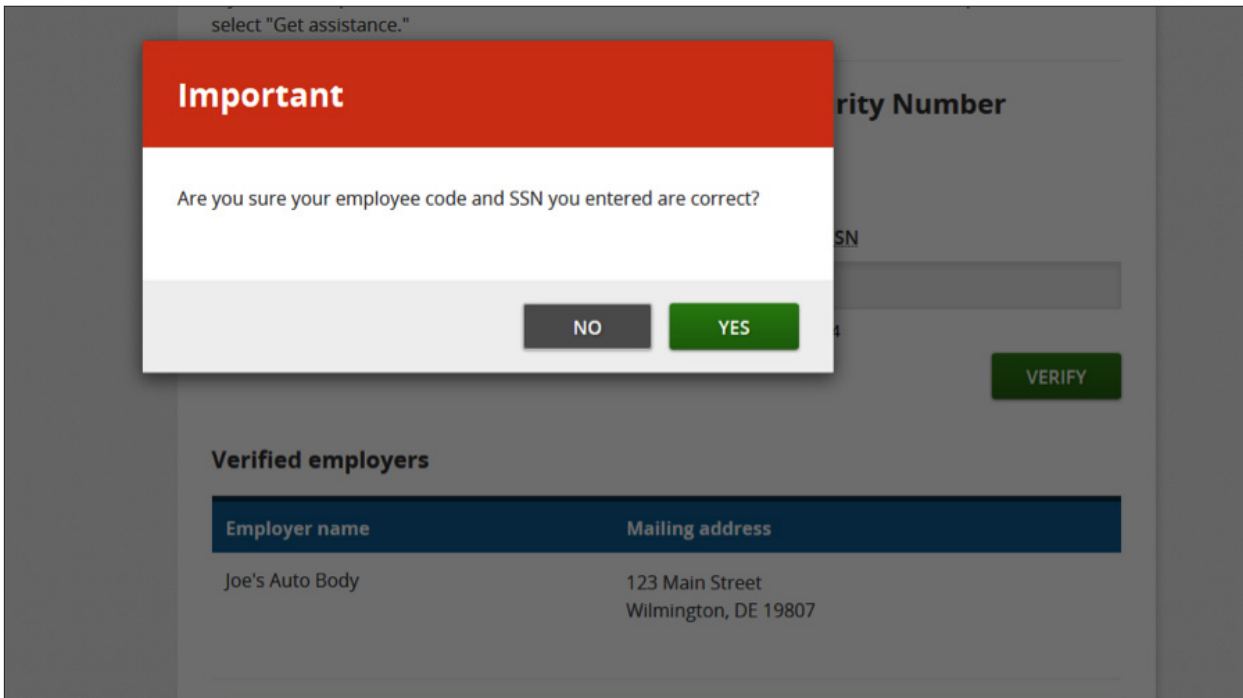 select "Get assistance."
Important
rity Number
Are you sure your employee code and SSN you entered are correct?
SN
NO
YES
4
VERIFY
Verified employers
Employer name Mailing address
Joe's Auto Body 123 Main Street
Wilmington, DE 19807